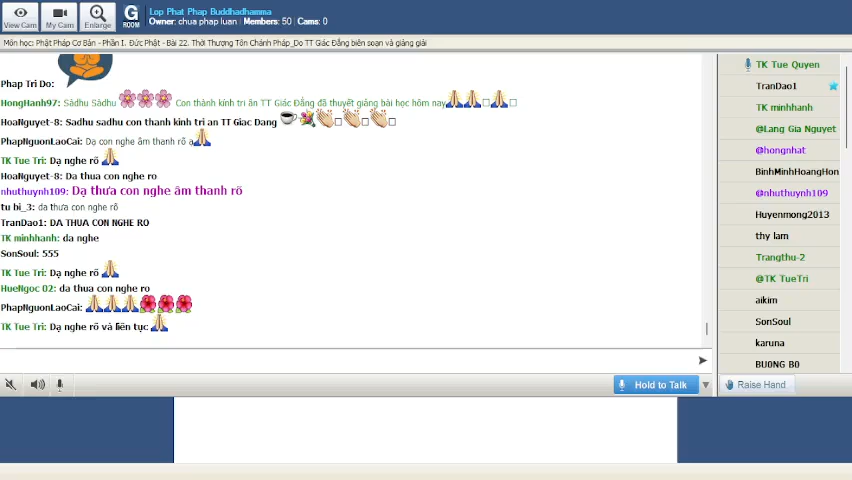 View Cam
My Cam
Enlarge
G
ROOM
Lop Phat Phap Buddhadhamma
Owner: chua phap luan | Members: 50 | Cams: 0
Môn học: Phật Pháp Cơ Bản - Phần I. Đức Phật - Bài 22. Thời Thượng Tôn Chánh Pháp_Do TT Giác Đẳng biên soạn và giảng giải
Phap Tri Do:
HongHanh97: Sādhu Sādhu Con thành kính tri ân TT Giác Đẳng đã thuyết giảng bài học hôm nay
HoaNguyet-8: Sadhu sadhu con thanh kinh tri an TT Giac Dang
PhapNguonLaoCai: Dạ con nghe âm thanh rõ ạ
TK Tue Tri: Dạ nghe rõ
HoaNguyet-8: Da thua con nghe ro
nhuthuynh109: Dạ thưa con nghe âm thanh rõ
tu bi_3: da thưa con nghe rõ
TranDao1: DA THUA CON NGHE RO
TK minhhanh: da nghe
SonSoul: 555
TK Tue Tri: Dạ nghe rõ
HueNgoc 02: da thua con nghe ro
PhapNguonLaoCai:
TK Tue Tri: Dạ nghe rõ và liên tục
Hold to Talk
TK Tue Quyen
TranDao1
TK minhhanh
@Lang Gia Nguyet
@hongnhat
BinhMinhHoangHon
@nhuthuynh109
Huyenmong2013
thy lam
Trangthu-2
@TK TueTri
aikim
SonSoul
karuna
BU0NG B0
Raise Hand